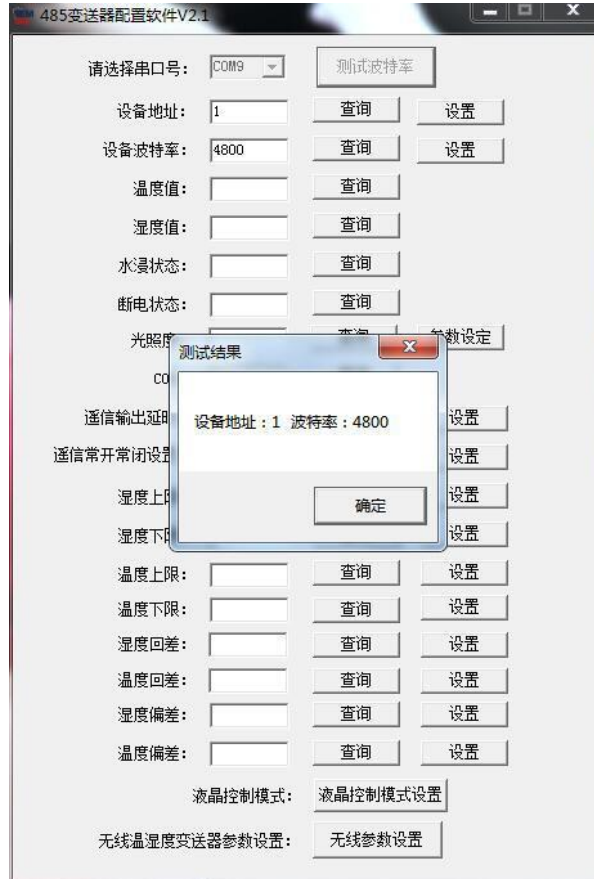 485变送器配置软件V2.1
请选择串口号： COM9 测试波特率
设备地址： 1 查询 设置
设备波特率： 4800 查询 设置
温度值： 查询
湿度值： 查询
水浸状态： 查询
断电状态： 查询
光照度 查询 参数设定
测试结果
CO
设备地址：1 波特率：4800
遥信输出延时 设置
遥信常开常闭设置 设置
湿度上限 设置
确定
湿度下限 设置
温度上限： 查询 设置
温度下限： 查询 设置
湿度回差： 查询 设置
温度回差： 查询 设置
湿度偏差： 查询 设置
温度偏差： 查询 设置
液晶控制模式： 液晶控制模式设置
无线温湿度变送器参数设置： 无线参数设置